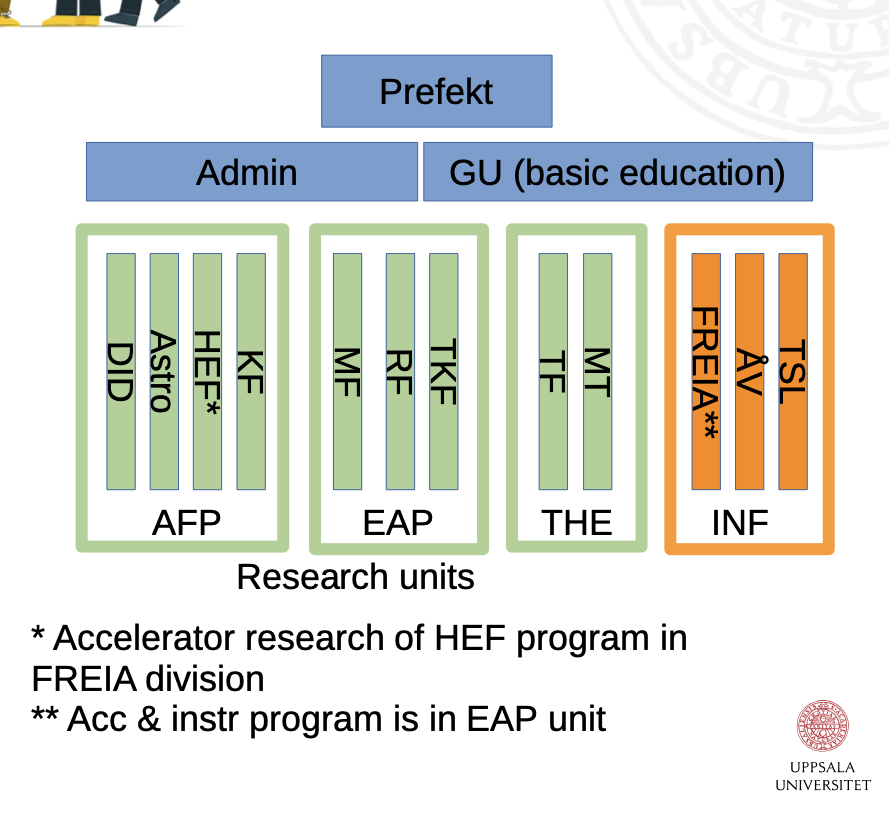 Prefekt
Admin
GU (basic education)
DID
Astro
HEF*
KF
MF
RF
TKF
TF
MT
FREIA**
ÅV
TSL
AFP
EAP
THE
INF
Research units
* Accelerator research of HEF program in
FREIA division
** Acc & instr program is in EAP unit
UPPSALA
UNIVERSITET